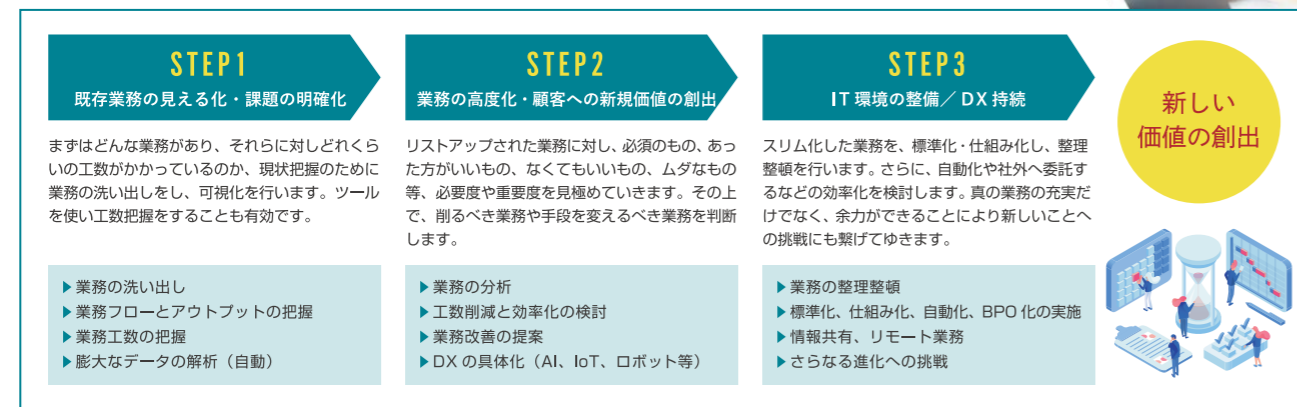 STEP1
既存業務の見える化・課題の明確化
まずはどんな業務があり、それらに対しどれくら
いの工数がかかっているのか、現状把握のために
業務の洗い出しをし、可視化を行います。ツール
を使い工数把握をすることも有効です。
▶業務の洗い出し
▶業務フローとアウトプットの把握
▶業務工数の把握
▶膨大なデータの解析（自動）
STEP2
業務の高度化・顧客への新規価値の創出
リストアップされた業務に対し、必須のもの、あっ
た方がいいもの、なくてもいいもの、ムダなもの
等、必要度や重要度を見極めていきます。その上
で、削るべき業務や手段を変えるべき業務を判断
します。
▶業務の分析
▶工数削減と効率化の検討
▶業務改善の提案
▶DXの具体化（AI、IoT、ロボット等）
STEP3
IT環境の整備／DX持続
スリム化した業務を、標準化・仕組み化し、整理
整頓を行います。さらに、自動化や社外へ委託す
るなどの効率化を検討します。真の業務の充実だ
けでなく、余力ができることにより新しいことへ
の挑戦にも繋げてゆきます。
▶業務の整理整頓
▶標準化、仕組み化、自動化、BPO化の実施
▶情報共有、リモート業務
▶さらなる進化への挑戦
新しい
価値の創出